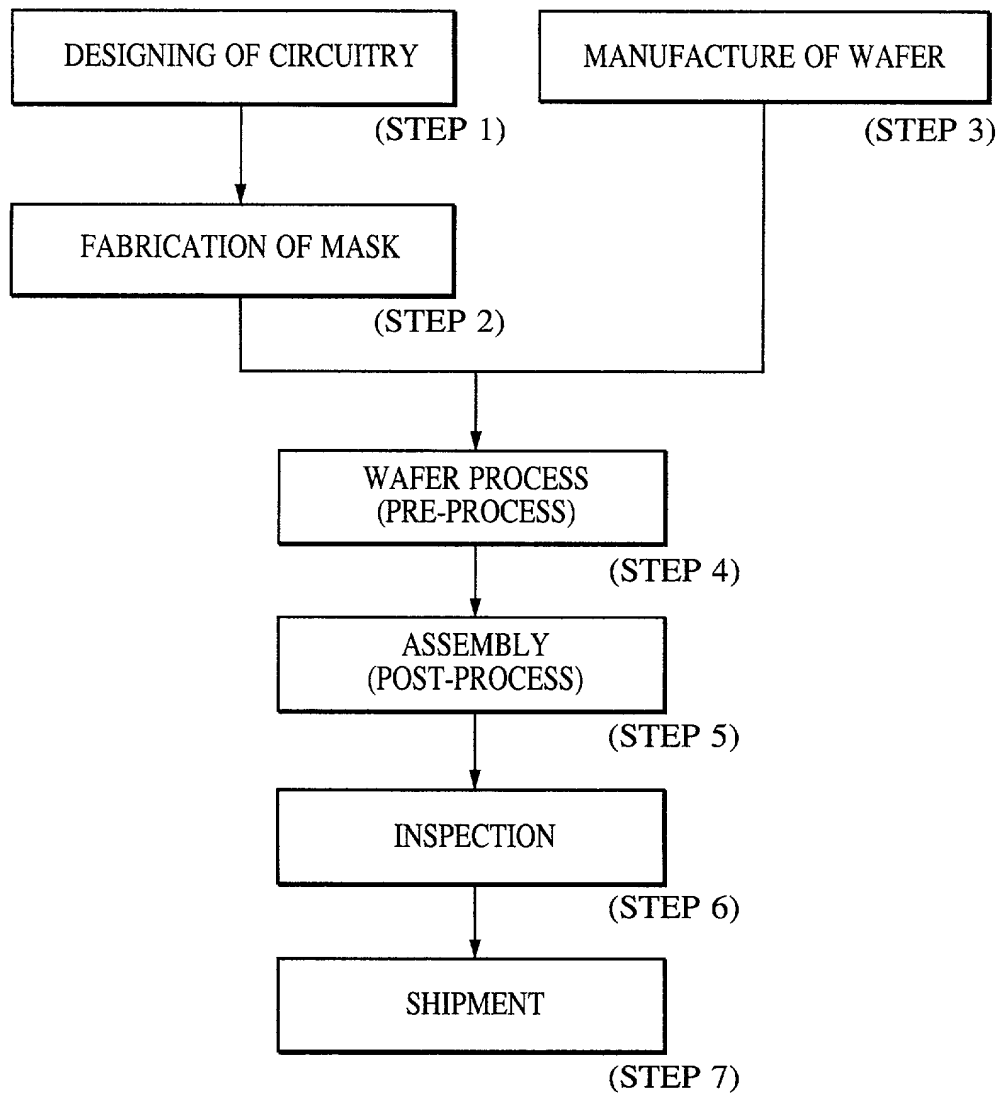 DESIGNING OF CIRCUITRY
(STEP 1)
MANUFACTURE OF WAFER
(STEP 3)
FABRICATION OF MASK
(STEP 2)
WAFER PROCESS
(PRE-PROCESS)
(STEP 4)
ASSEMBLY
(POST-PROCESS)
(STEP 5)
INSPECTION
(STEP 6)
SHIPMENT
(STEP 7)